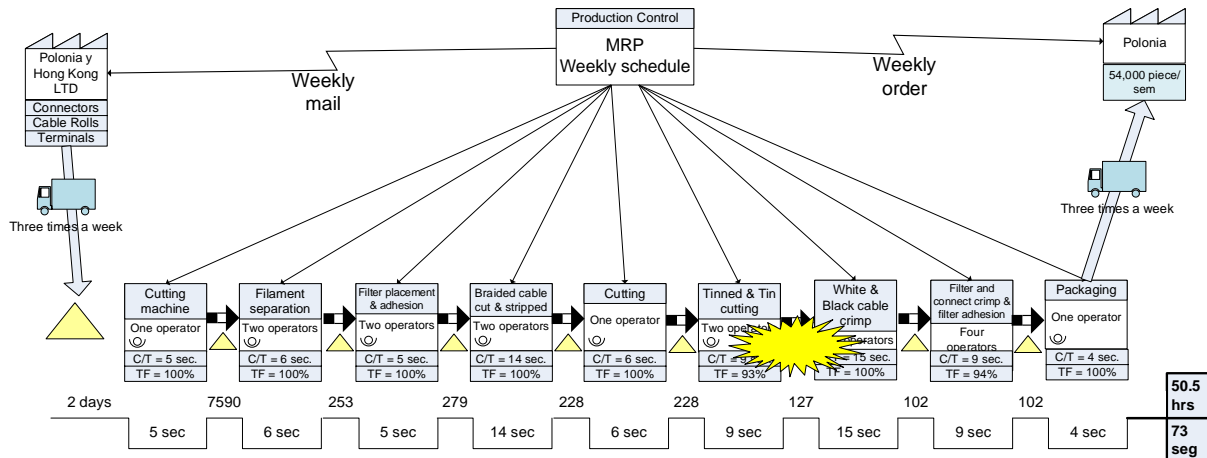 Production Control
MRP
Weekly schedule
Polonia y
Hong Kong
LTD
Connectors
Cable Rolls
Terminals
Weekly
mail
Weekly
order
Polonia
54,000 piece/
sem
Three times a week
Three times a week
Cutting
machine
One operator
C/T = 5 sec.
TF = 100%
Filament
separation
Two operators
C/T = 6 sec.
TF = 100%
Filter placement
& adhesion
Two operators
C/T = 5 sec.
TF = 100%
Braided cable
cut & stripped
Two operators
C/T = 14 sec.
TF = 100%
Cutting
One operator
C/T = 6 sec.
TF = 100%
Tinned & Tin
cutting
Two
C/T =
TF = 93%
White &
Black cable
crimp
15 sec.
TF = 100%
Filter and
connect crimp &
filter adhesion
Four
operators
C/T = 9 sec.
TF = 94%
Packaging
One operator
C/T = 4 sec.
TF = 100%
2 days
7590
253
279
228
228
127
102
102
50.5
hrs
5 sec
6 sec
5 sec
14 sec
6 sec
9 sec
15 sec
9 sec
4 sec
73
seg